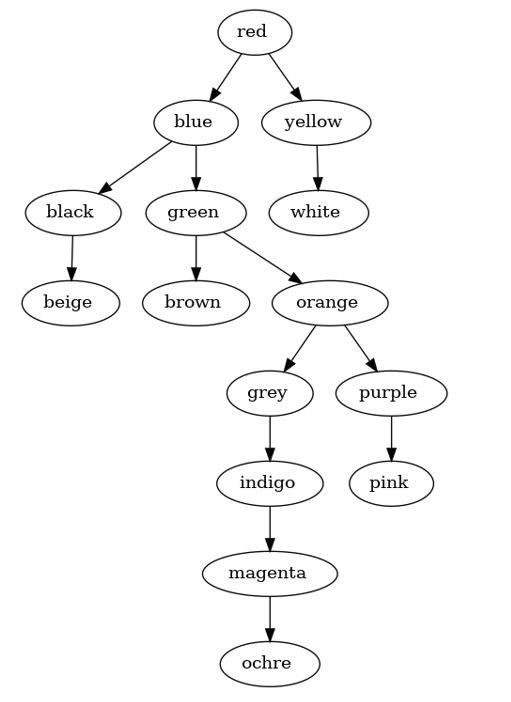 red
blue
yellow
black
green
white
beige
brown
orange
grey
purple
indigo
pink
magenta
ochre